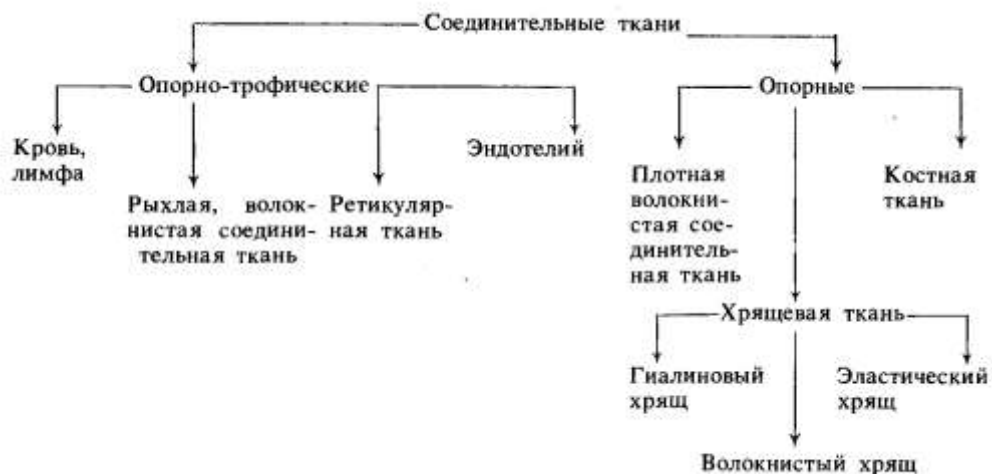 Соединительные ткани
Опорно-трофические
Опорные
Кровь,
лимфа
Рыхлая, волок-
нистая соедини-
тельная ткань
Ретикуляр-
ная ткань
Эндотелий
Плотная
волокни-
стая сое-
динитель-
ная ткань
Костная
ткань
Хрящевая ткань
Гиалиновый
хрящ
Эластический
хрящ
Волокнистый хрящ